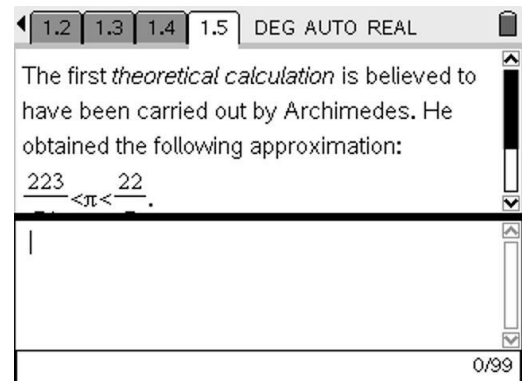 1.2 1.3 1.4 1.5 DEG AUTO REAL
The first theoretical calculation is believed to
have been carried out by Archimedes. He
obtained the following approximation:
223 <π< 22 .
0/99